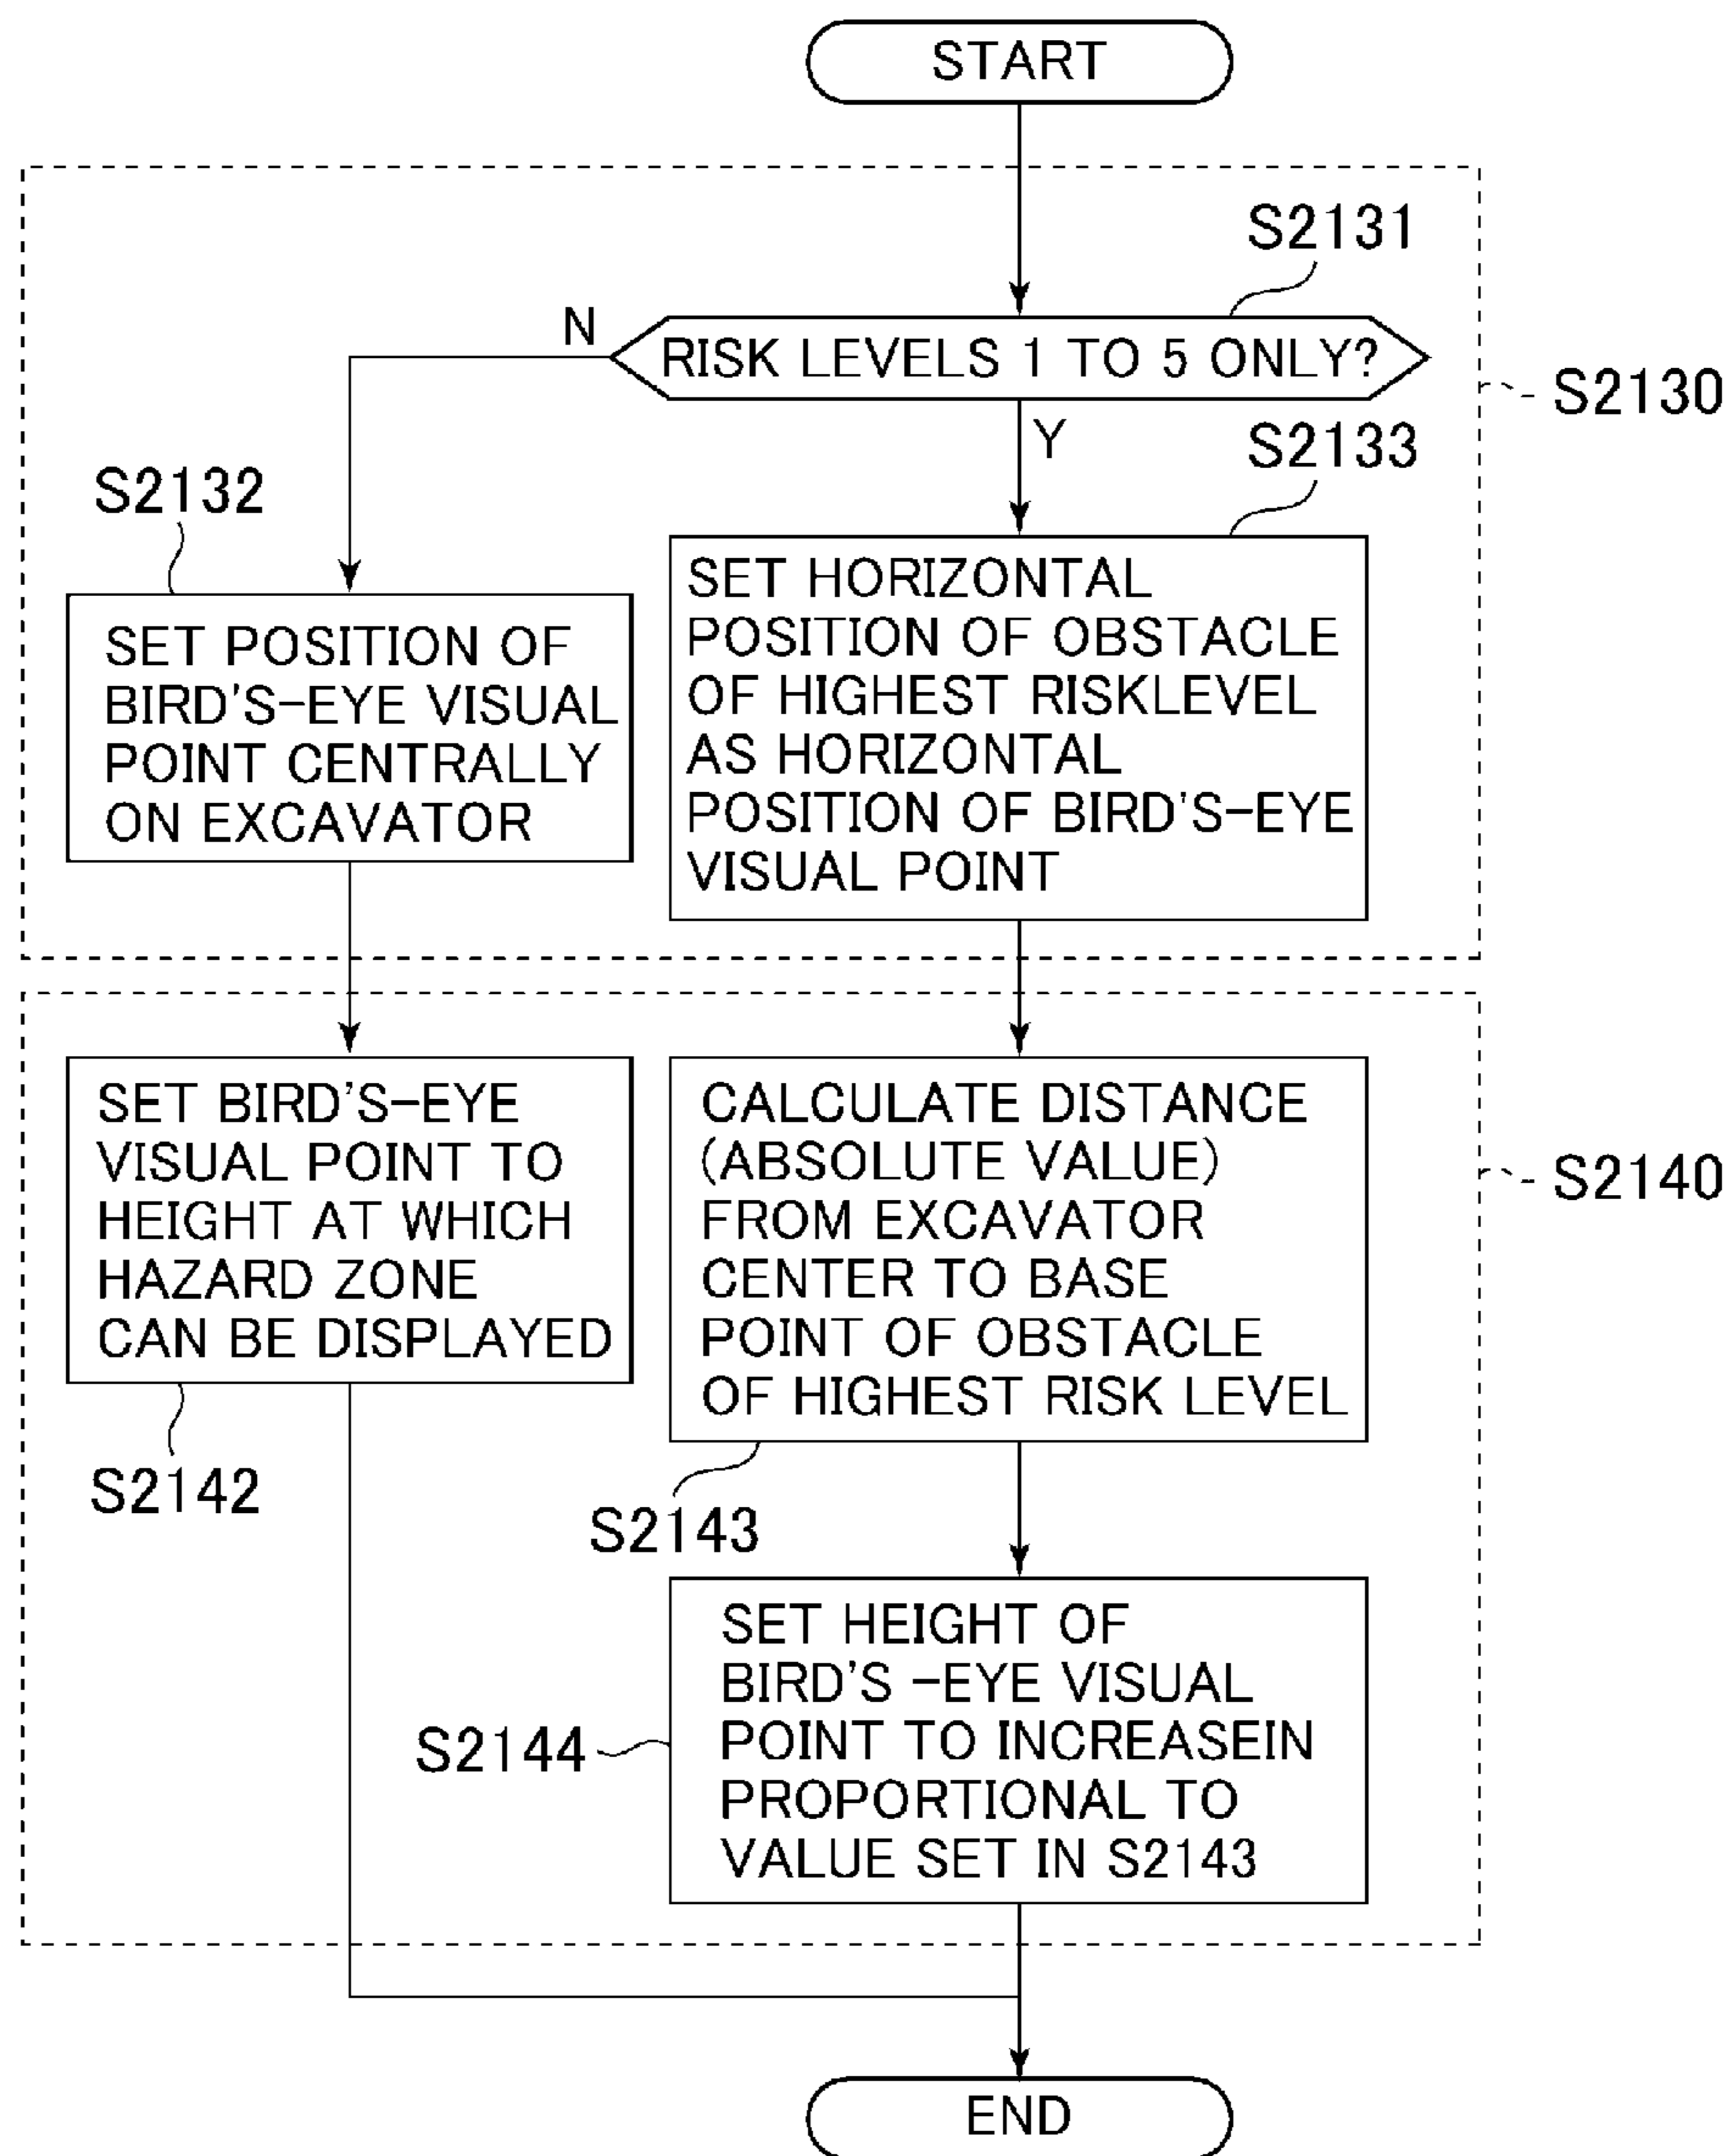 START
S2131
N
RISK LEVELS 1 TO 5 ONLY?
S2130
Y
S2133
S2132
SET POSITION OF
BIRD'S-EYE VISUAL
POINT CENTRALLY
ON EXCAVATOR
SET HORIZONTAL
POSITION OF OBSTACLE
OF HIGHEST RISKLEVEL
AS HORIZONTAL
POSITION OF BIRD'S-EYE
VISUAL POINT
SET BIRD'S-EYE
VISUAL POINT TO
HEIGHT AT WHICH
HAZARD ZONE
CAN BE DISPLAYED
S2142
CALCULATE DISTANCE
(ABSOLUTE VALUE)
FROM EXCAVATOR
CENTER TO BASE
POINT OF OBSTACLE
OF HIGHEST RISK LEVEL
S2140
S2143
SET HEIGHT OF
BIRD'S -EYE VISUAL
POINT TO INCREASEIN
PROPORTIONAL TO
VALUE SET IN S2143
S2144
END